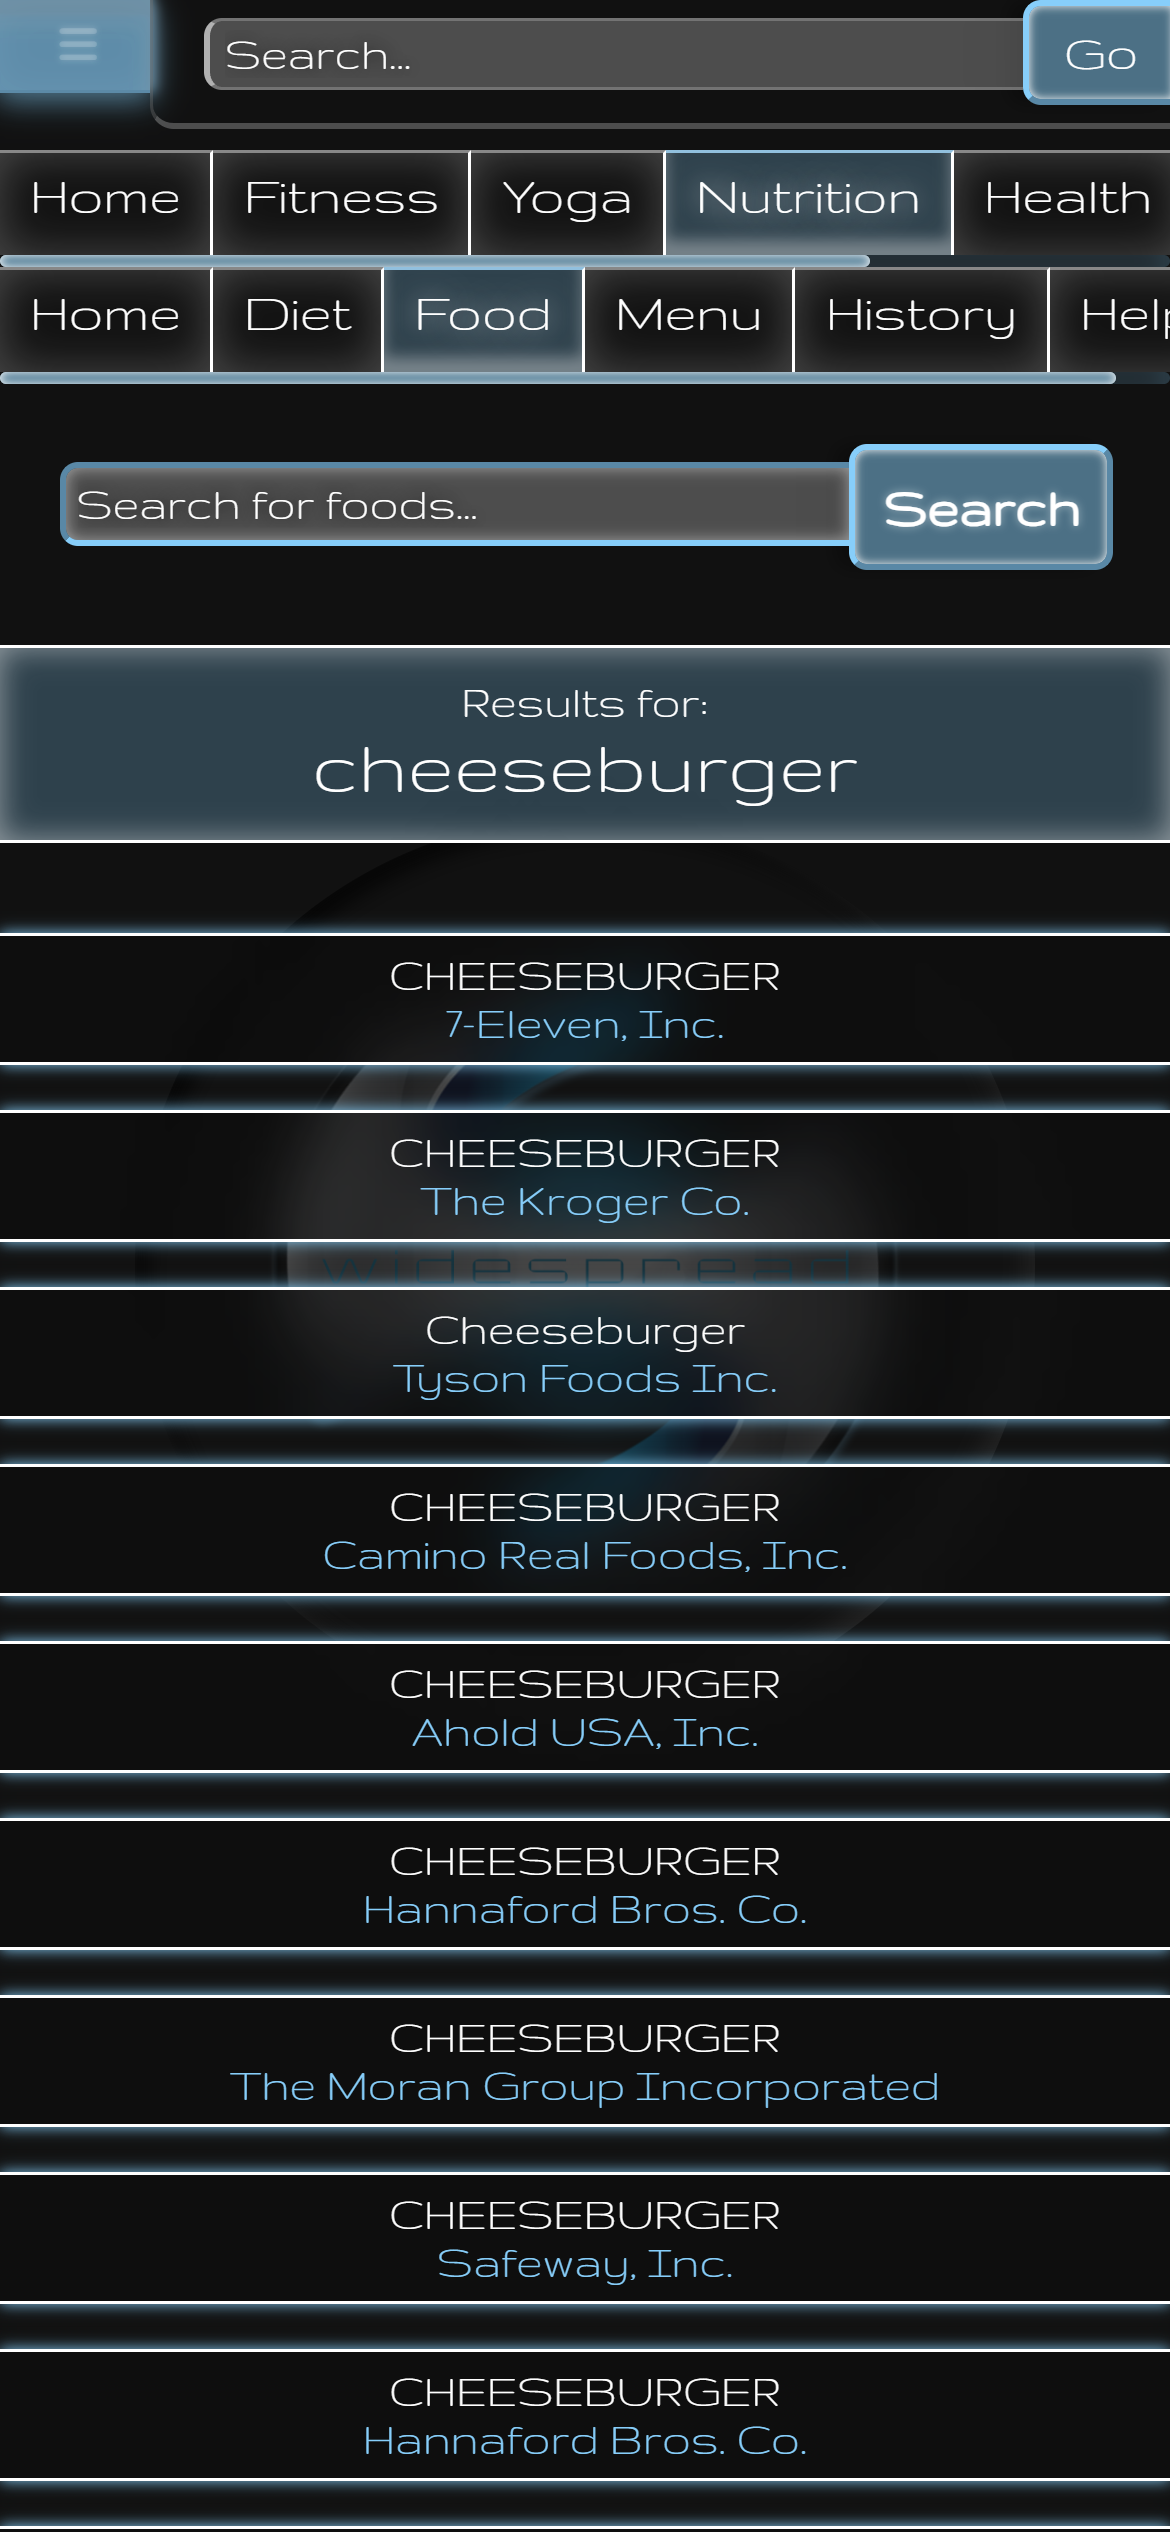 Search...
Go
Home Fitness Yoga Nutrition Health
Home Diet Food Menu History Help
Search for foods...
Search
Results for:
cheeseburger
CHEESEBURGER
7-Eleven, Inc.
CHEESEBURGER
The Kroger Co.
widespread
Cheeseburger
Tyson Foods Inc.
CHEESEBURGER
Camino Real Foods, Inc.
CHEESEBURGER
Ahold USA, Inc.
CHEESEBURGER
Hannaford Bros. Co.
CHEESEBURGER
The Moran Group Incorporated
CHEESEBURGER
Safeway, Inc.
CHEESEBURGER
Hannaford Bros. Co.